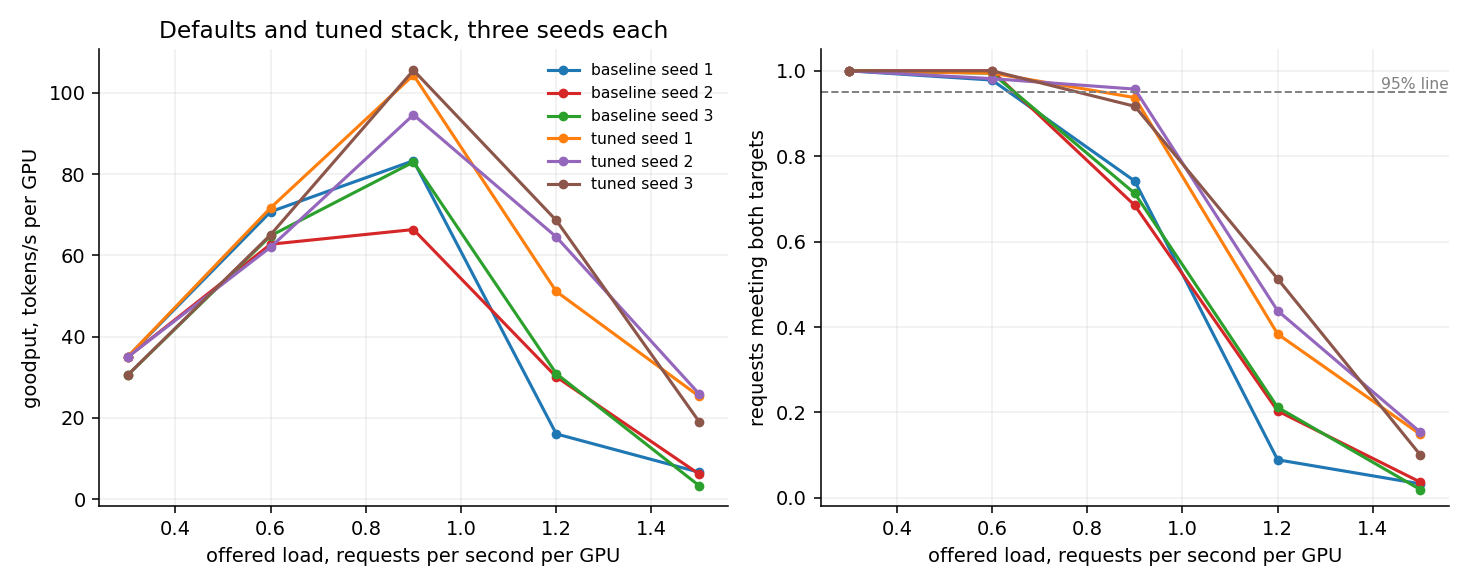 Defaults and tuned stack, three seeds each
goodput, tokens/s per GPU
100
80
60
40
20
0
0.4
0.6
0.8
1.0
1.2
1.4
offered load, requests per second per GPU
baseline seed 1
baseline seed 2
baseline seed 3
tuned seed 1
tuned seed 2
tuned seed 3
requests meeting both targets
1.0
0.8
0.6
0.4
0.2
0.0
95% line
0.4
0.6
0.8
1.0
1.2
1.4
offered load, requests per second per GPU